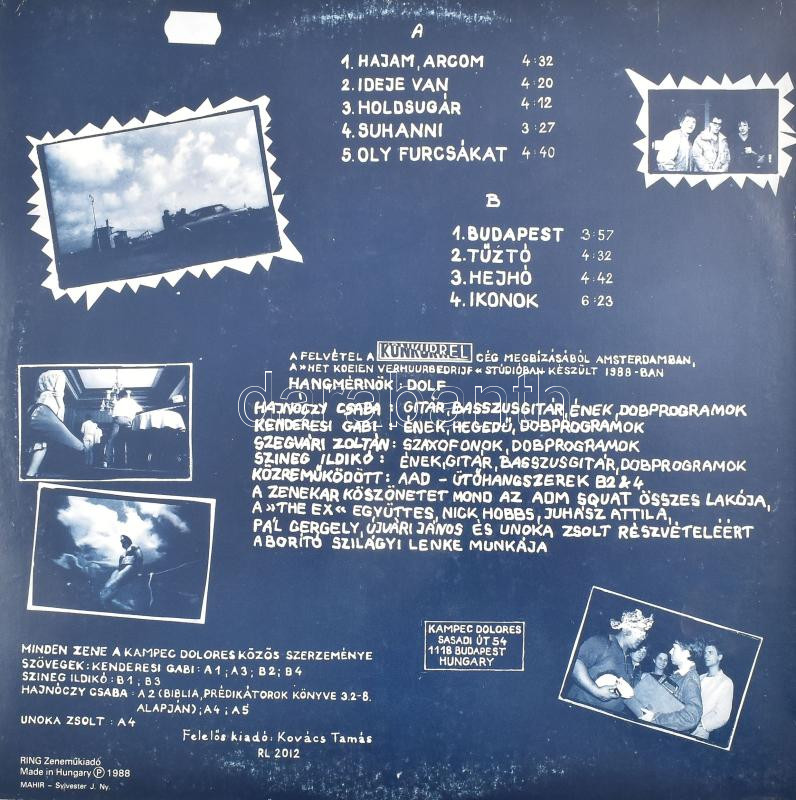 A
1. HAJAM, ARCOM 4:32
2. IDEJE VAN 4:20
3. HOLDSUGÁR 4:12
4. SUHANNI 3:27
5. OLY FURCSÁKAT 4:40
B
1. BUDAPEST 3:57
2. TŰZTŐ 4:32
3. HEJHÓ 4:42
4. IKONOK 6:23
A FELVÉTEL A KONKURREL CÉG MEGBÍZÁSÁBÓL AMSTERDAMBAN,
A »HET KOEIEN VERHUURBEDRIJF« STÚDIÓBAN KÉSZÜLT 1988-BAN
HANGMÉRNÖK : DOLF
darabanth
HAJNÓCZY CSABA : GITÁR, BASSZUSGITÁR, ÉNEK, DOBPROGRAMOK
KENDERESI GABI - ÉNEK, HEGEDŰ, DOBPROGRAMOK
SZEGVÁRI ZOLTÁN : SZAXOFONOK, DOBPROGRAMOK
SZINEG ILDIKÓ : ÉNEK, GITÁR, BASSZUSGITÁR, DOBPROGRAMOK
KÖZREMŰKÖDÖTT : AAD - ÜTŐHANGSZEREK B2 & 4
A ZENEKAR KÖSZÖNETET MOND AZ ADM SQUAT ÖSSZES LAKÓJA,
A »THE EX« EGYÜTTES, NICK HOBBS, JUHÁSZ ATTILA,
PÁL GERGELY, ÚJVÁRI JÁNOS ÉS UNOKA ZSOLT RÉSZVÉTELÉÉRT
A BORÍTÓ SZILÁGYI LENKE MUNKÁJA
KAMPEC DOLORES
SASADI ÚT 54
1118 BUDAPEST
HUNGARY
MINDEN ZENE A KAMPEC DOLORES KÖZÖS SZERZEMÉNYE
SZÖVEGEK : KENDERESI GABI : A1 ; A3 ; B2 ; B4
SZINEG ILDIKÓ : B1 ; B3
HAJNÓCZY CSABA : A2 (BIBLIA, PRÉDIKÁTOROK KÖNYVE 3.2-8.
ALAPJÁN) ; A4 ; A5
UNOKA ZSOLT : A4
Felelős kiadó : Kovács Tamás
RL 2012
RING Zeneműkiadó
Made in Hungary Ⓟ 1988
MAHIR – Sylvester J. Ny.